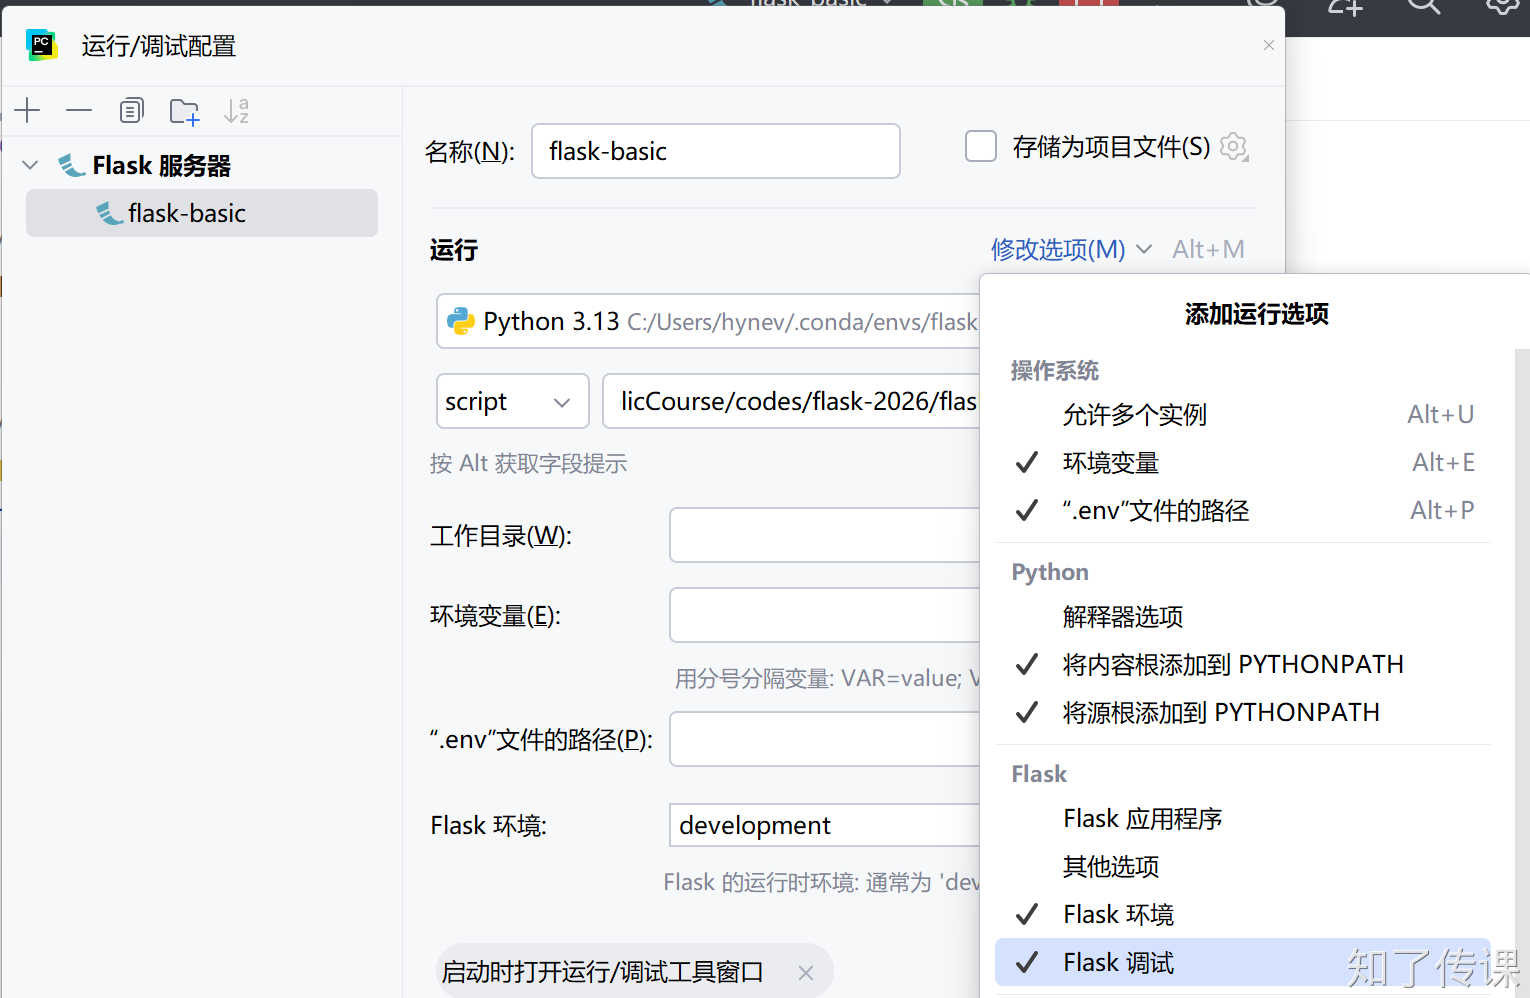 运行/调试配置
Flask 服务器
flask-basic
名称(N):
flask-basic
存储为项目文件(S)
运行
修改选项(M)
Alt+M
Python 3.13 C:/Users/hynev/.conda/envs/flask
script
licCourse/codes/flask-2026/flas
按 Alt 获取字段提示
工作目录(W):
环境变量(E):
用分号分隔变量: VAR=value;
“.env”文件的路径(P):
Flask 环境:
development
Flask 的运行时环境: 通常为 'dev
启动时打开运行/调试工具窗口
添加运行选项
操作系统
允许多个实例 Alt+U
环境变量 Alt+E
“.env”文件的路径 Alt+P
Python
解释器选项
将内容根添加到 PYTHONPATH
将源根添加到 PYTHONPATH
Flask
Flask 应用程序
其他选项
Flask 环境
Flask 调试
知了传课